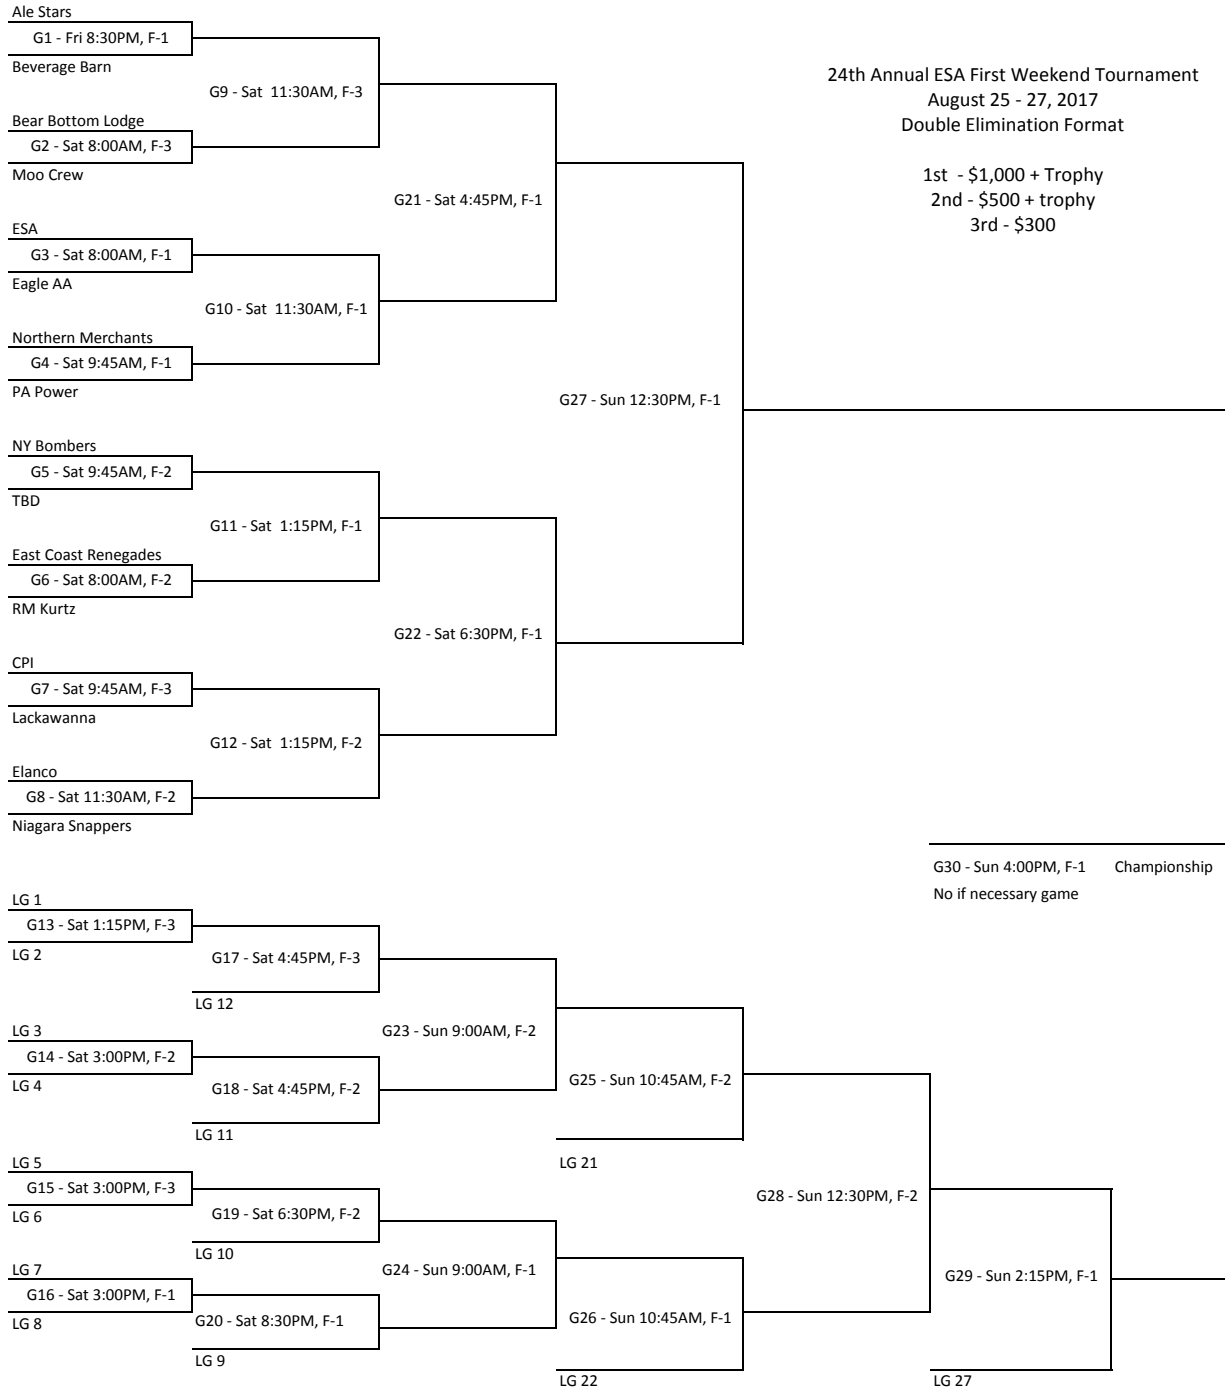 Ale Stars
G1 - Fri 8:30PM, F-1
Beverage Barn
G9 - Sat 11:30AM, F-3
Bear Bottom Lodge
G2 - Sat 8:00AM, F-3
Moo Crew
G21 - Sat 4:45PM, F-1
ESA
G3 - Sat 8:00AM, F-1
Eagle AA
G10 - Sat 11:30AM, F-1
Northern Merchants
G4 - Sat 9:45AM, F-1
PA Power
G27 - Sun 12:30PM, F-1
NY Bombers
G5 - Sat 9:45AM, F-2
TBD
G11 - Sat 1:15PM, F-1
East Coast Renegades
G6 - Sat 8:00AM, F-2
RM Kurtz
G22 - Sat 6:30PM, F-1
CPI
G7 - Sat 9:45AM, F-3
Lackawanna
G12 - Sat 1:15PM, F-2
Elanco
G8 - Sat 11:30AM, F-2
Niagara Snappers
24th Annual ESA First Weekend Tournament
August 25 - 27, 2017
Double Elimination Format
1st - $1,000 + Trophy
2nd - $500 + trophy
3rd - $300
G30 - Sun 4:00PM, F-1 Championship
No if necessary game
LG 1
G13 - Sat 1:15PM, F-3
LG 2
G17 - Sat 4:45PM, F-3
LG 12
G23 - Sun 9:00AM, F-2
LG 3
G14 - Sat 3:00PM, F-2
LG 4
G18 - Sat 4:45PM, F-2
LG 11
G25 - Sun 10:45AM, F-2
LG 21
LG 5
G15 - Sat 3:00PM, F-3
LG 6
G19 - Sat 6:30PM, F-2
LG 10
G28 - Sun 12:30PM, F-2
G24 - Sun 9:00AM, F-1
LG 7
G16 - Sat 3:00PM, F-1
LG 8
G20 - Sat 8:30PM, F-1
LG 9
G26 - Sun 10:45AM, F-1
LG 22
G29 - Sun 2:15PM, F-1
LG 27